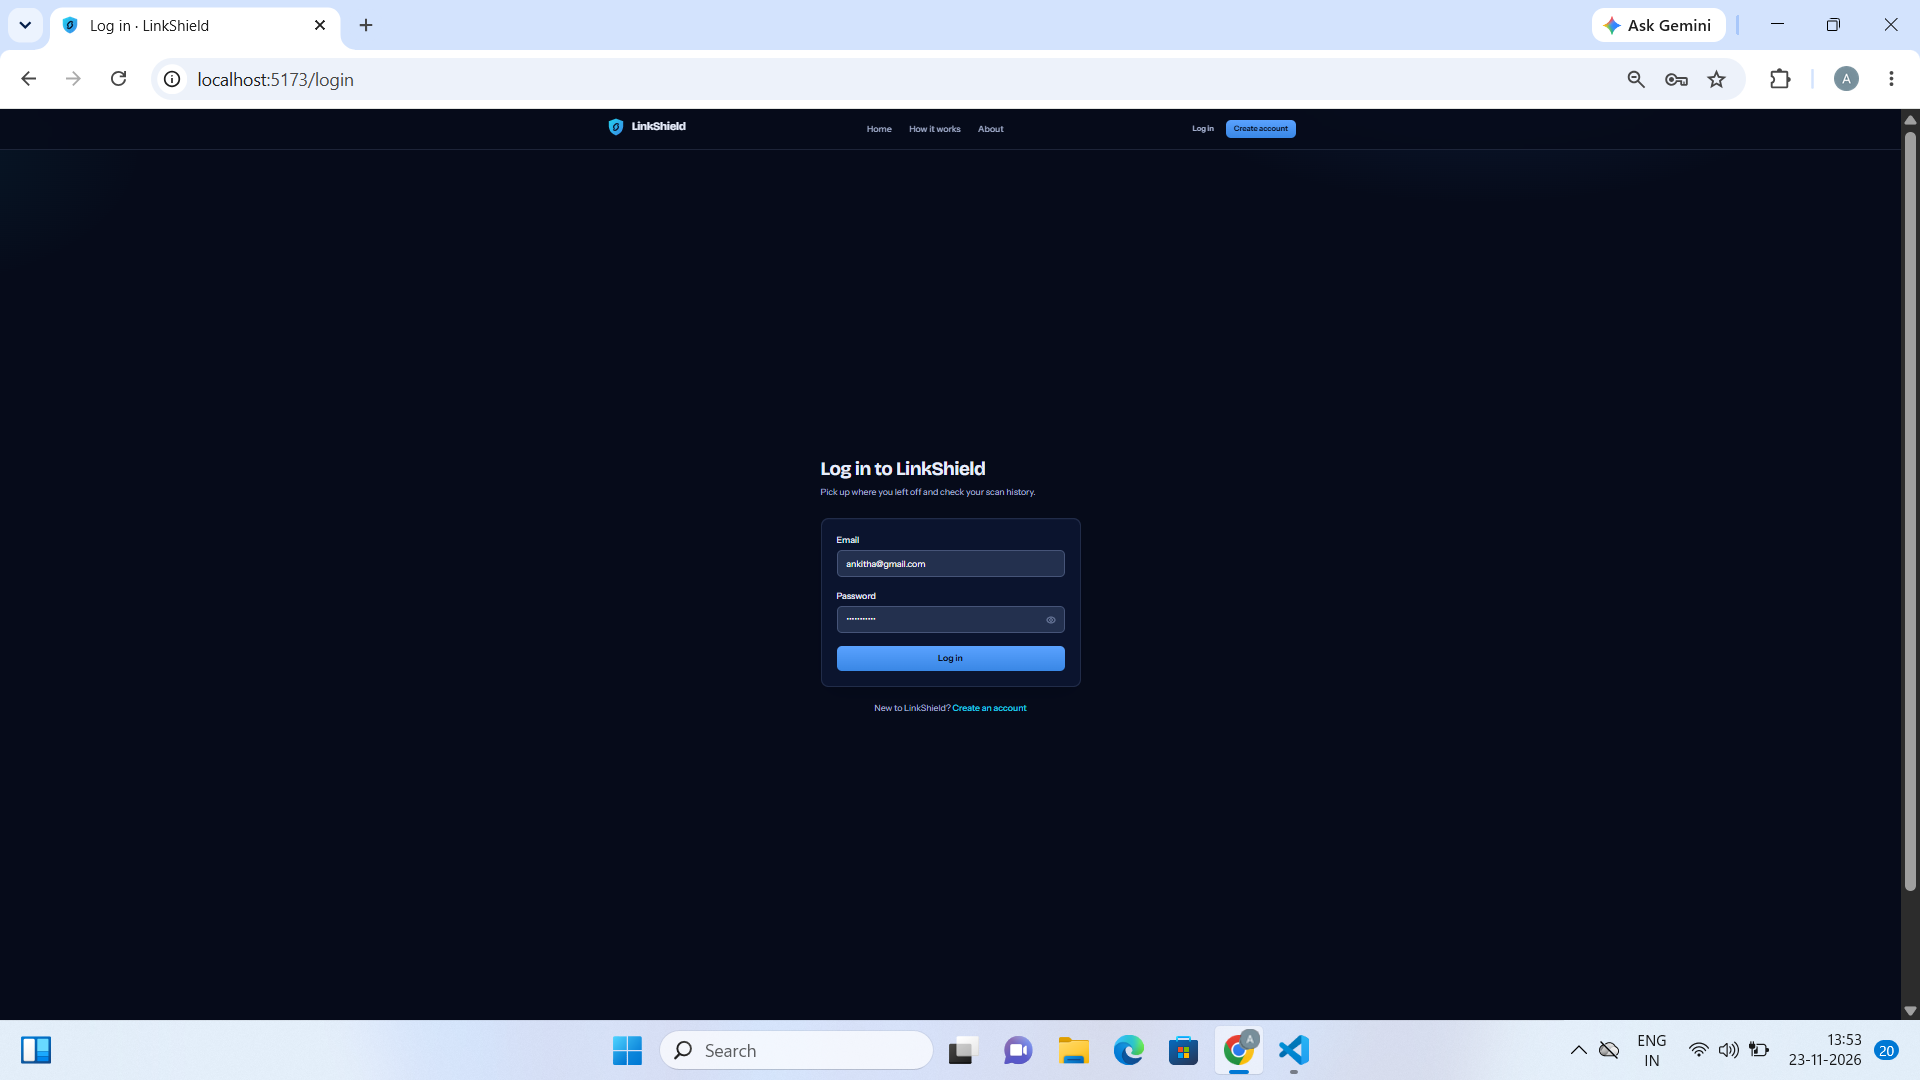 Log in · LinkShield
Ask Gemini
localhost:5173/login
A
LinkShield
Home
How it works
About
Log in
Create account
Log in to LinkShield
Pick up where you left off and check your scan history.
Email
ankitha@gmail.com
Password
•••••••••••
Log in
New to LinkShield? Create an account
Search
A
ENG
IN
13:53
23-11-2026
20